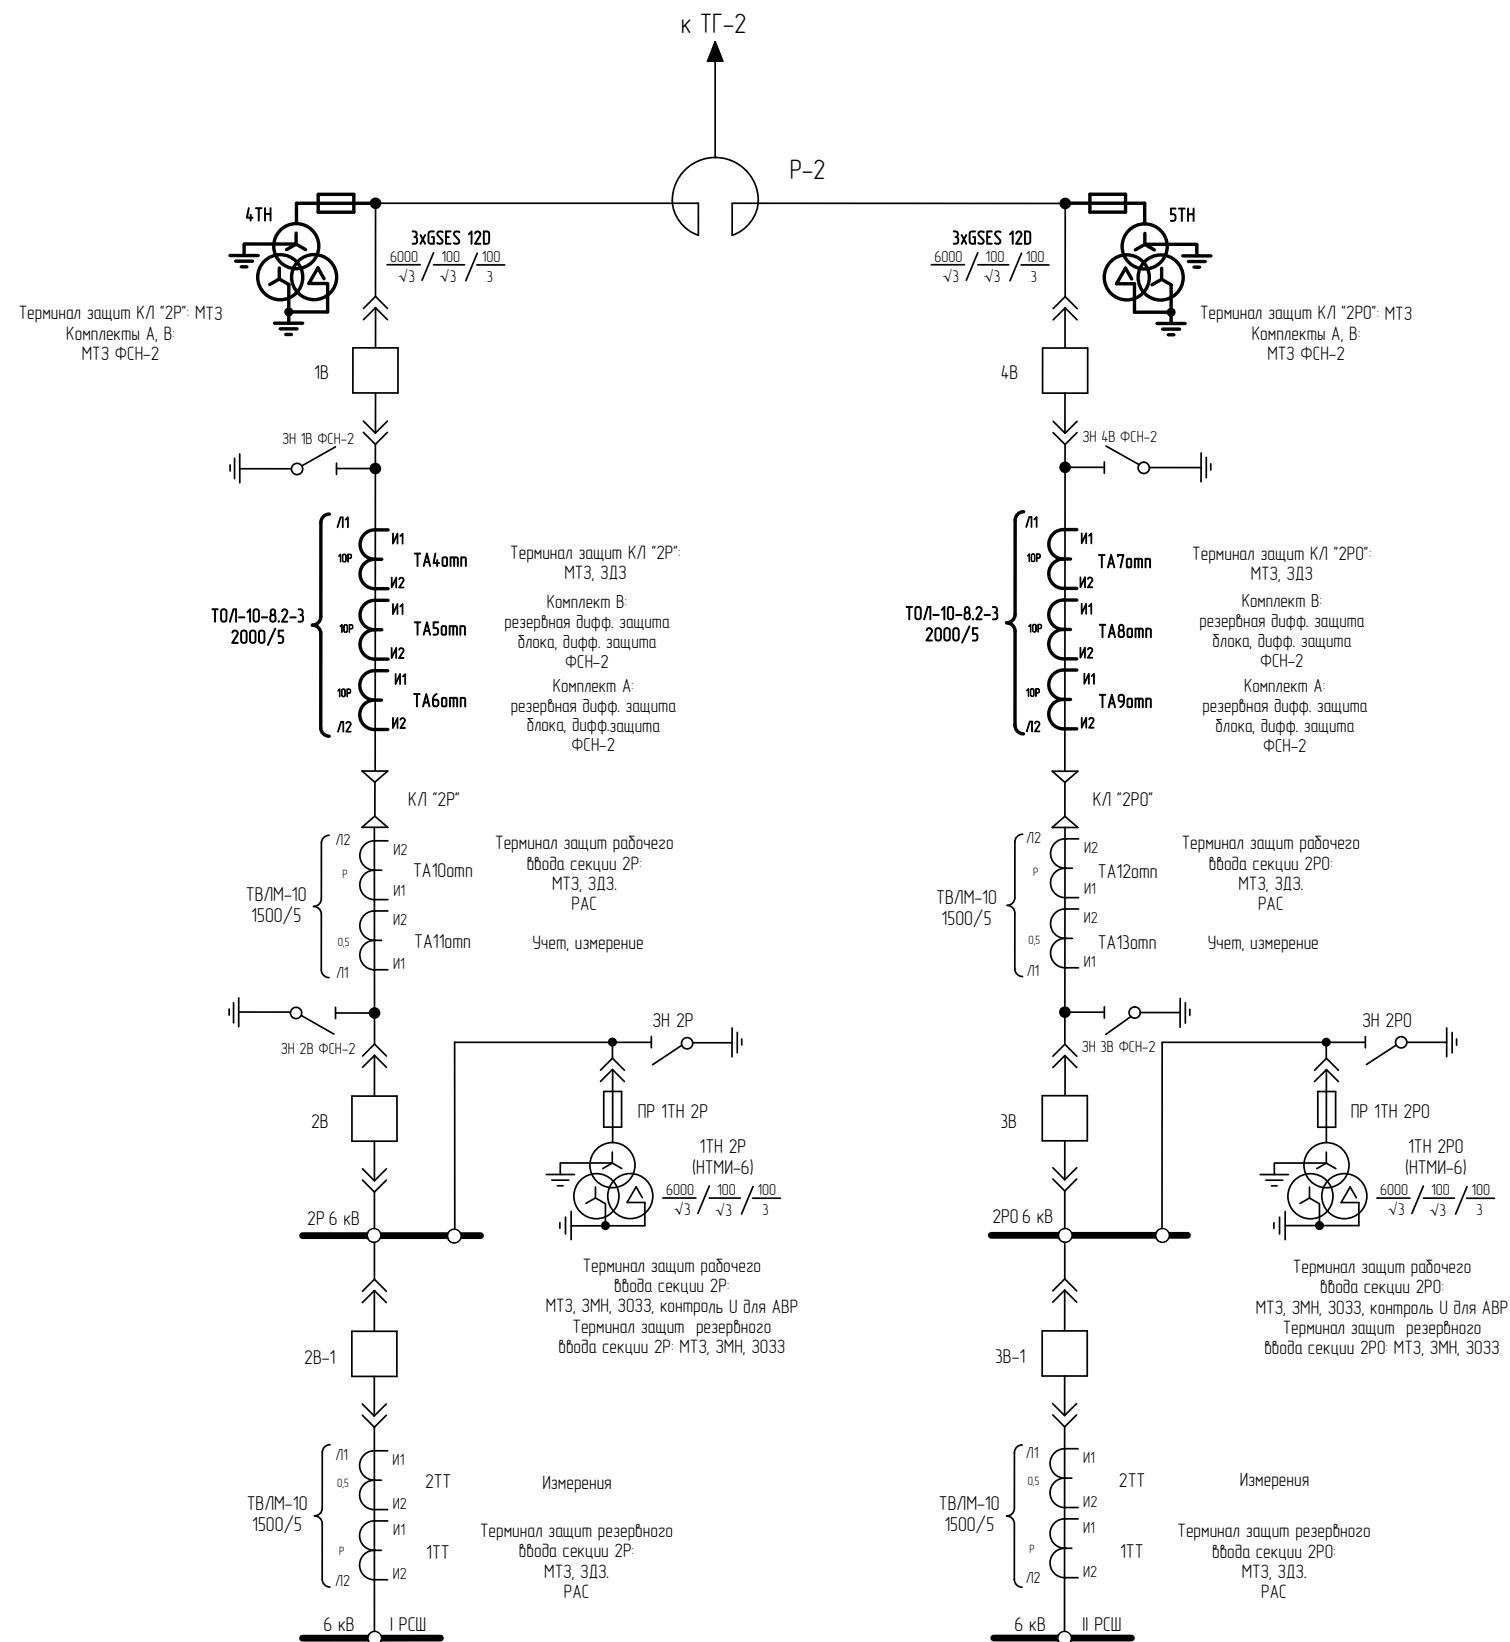 к ТГ-2
Р-2
4ТН
3xGSES 12D
6000/√3 / 100/√3 / 100/3
Терминал защит КЛ "2Р": МТЗ
Комплекты А, В:
МТЗ ФСН-2
1В
ЗН 1В ФСН-2
5ТН
3xGSES 12D
6000/√3 / 100/√3 / 100/3
Терминал защит КЛ "2РО": МТЗ
Комплекты А, В:
МТЗ ФСН-2
4В
ЗН 4В ФСН-2
ТОЛ-10-8.2-3
2000/5
Л1
10Р
И1
И2
ТА4отп
Терминал защит КЛ "2Р":
МТЗ, ЗДЗ
10Р
И1
И2
ТА5отп
Комплект В:
резервная дифф. защита
блока, дифф. защита
ФСН-2
10Р
Л2
И1
И2
ТА6отп
Комплект А:
резервная дифф. защита
блока, дифф.защита
ФСН-2
ТОЛ-10-8.2-3
2000/5
Л1
10Р
И1
И2
ТА7отп
Терминал защит КЛ "2РО":
МТЗ, ЗДЗ
10Р
И1
И2
ТА8отп
Комплект В:
резервная дифф. защита
блока, дифф. защита
ФСН-2
10Р
Л2
И1
И2
ТА9отп
Комплект А:
резервная дифф. защита
блока, дифф. защита
ФСН-2
КЛ "2Р"
ТВЛМ-10
1500/5
Л2
Р
И2
И1
ТА10отп
Терминал защит рабочего
ввода секции 2Р:
МТЗ, ЗДЗ.
РАС
0,5
Л1
И2
И1
ТА11отп
Учет, измерение
КЛ "2РО"
ТВЛМ-10
1500/5
Л2
Р
И2
И1
ТА12отп
Терминал защит рабочего
ввода секции 2РО:
МТЗ, ЗДЗ.
РАС
0,5
Л1
И2
И1
ТА13отп
Учет, измерение
ЗН 2В ФСН-2
2В
ЗН 2Р
ПР 1ТН 2Р
1ТН 2Р
(НТМИ-6)
6000/√3 / 100/√3 / 100/3
2Р 6 кВ
Терминал защит рабочего
ввода секции 2Р:
МТЗ, ЗМН, ЗОЗЗ, контроль U для АВР
Терминал защит резервного
ввода секции 2Р: МТЗ, ЗМН, ЗОЗЗ
ЗН 3В ФСН-2
3В
ЗН 2РО
ПР 1ТН 2РО
1ТН 2РО
(НТМИ-6)
6000/√3 / 100/√3 / 100/3
2РО 6 кВ
Терминал защит рабочего
ввода секции 2РО:
МТЗ, ЗМН, ЗОЗЗ, контроль U для АВР
Терминал защит резервного
ввода секции 2РО: МТЗ, ЗМН, ЗОЗЗ
2В-1
ТВЛМ-10
1500/5
Л1
0,5
И1
И2
2ТТ
Измерения
Р
Л2
И1
И2
1ТТ
Терминал защит резервного
ввода секции 2Р:
МТЗ, ЗДЗ.
РАС
6 кВ I РСШ
3В-1
ТВЛМ-10
1500/5
Л1
0,5
И1
И2
2ТТ
Измерения
Р
Л2
И1
И2
1ТТ
Терминал защит резервного
ввода секции 2РО:
МТЗ, ЗДЗ.
РАС
6 кВ II РСШ